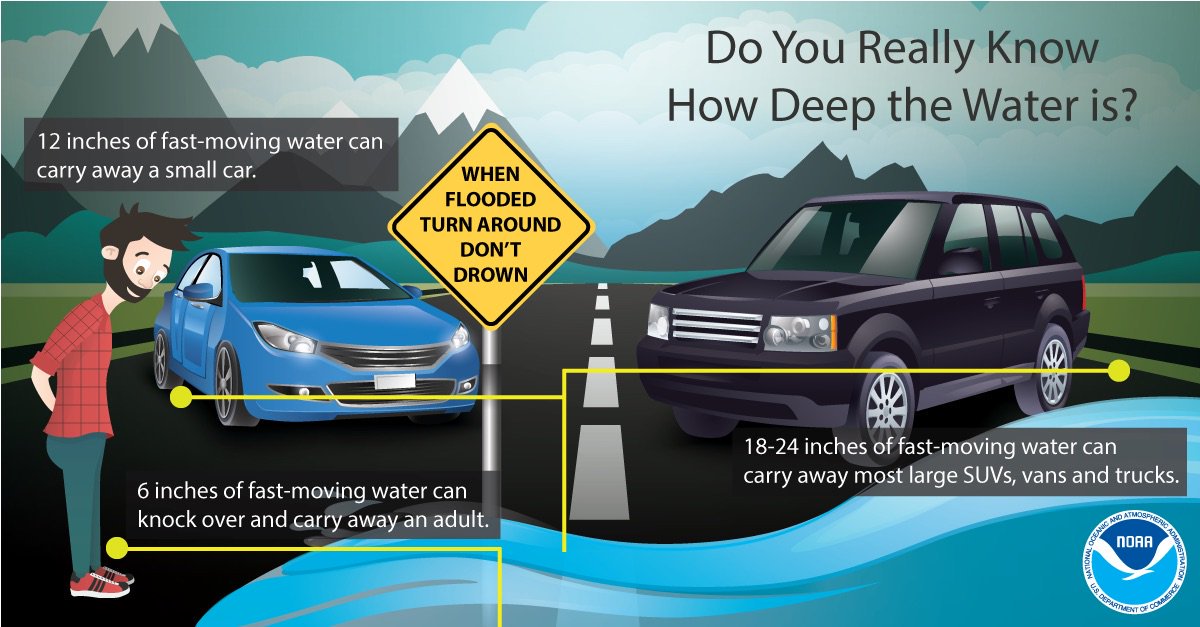 Do You Really Know
How Deep the Water is?
12 inches of fast-moving water can
carry away a small car.
WHEN
FLOODED
TURN AROUND
DON'T
DROWN
18-24 inches of fast-moving water can
carry away most large SUVs, vans and trucks.
6 inches of fast-moving water can
knock over and carry away an adult.
NATIONAL OCEANIC AND ATMOSPHERIC ADMINISTRATION
NOAA
U.S. DEPARTMENT OF COMMERCE